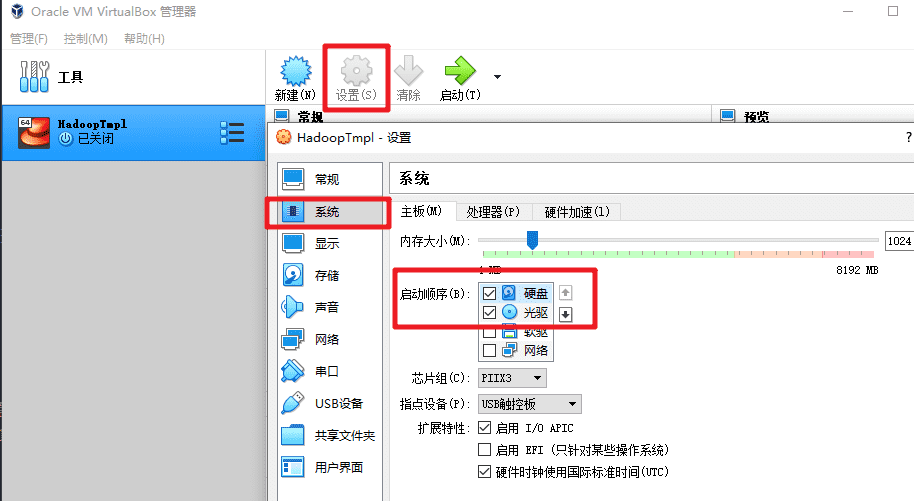 Oracle VM VirtualBox 管理器
管理(F) 控制(M) 帮助(H)
工具
新建(N) 设置(S) 清除 启动(T)
64 HadoopTmpl
已关闭
常规 预览
HadoopTmpl - 设置 ?
常规
系统
显示
存储
声音
网络
串口
USB设备
共享文件夹
用户界面
系统
主板(M) 处理器(P) 硬件加速(l)
内存大小(M): 1024
1 MB 8192 MB
启动顺序(B): 硬盘
光驱
软驱
网络
芯片组(C): PIIX3
指点设备(P): USB触控板
扩展特性: 启用 I/O APIC
启用 EFI (只针对某些操作系统)
硬件时钟使用国际标准时间(UTC)